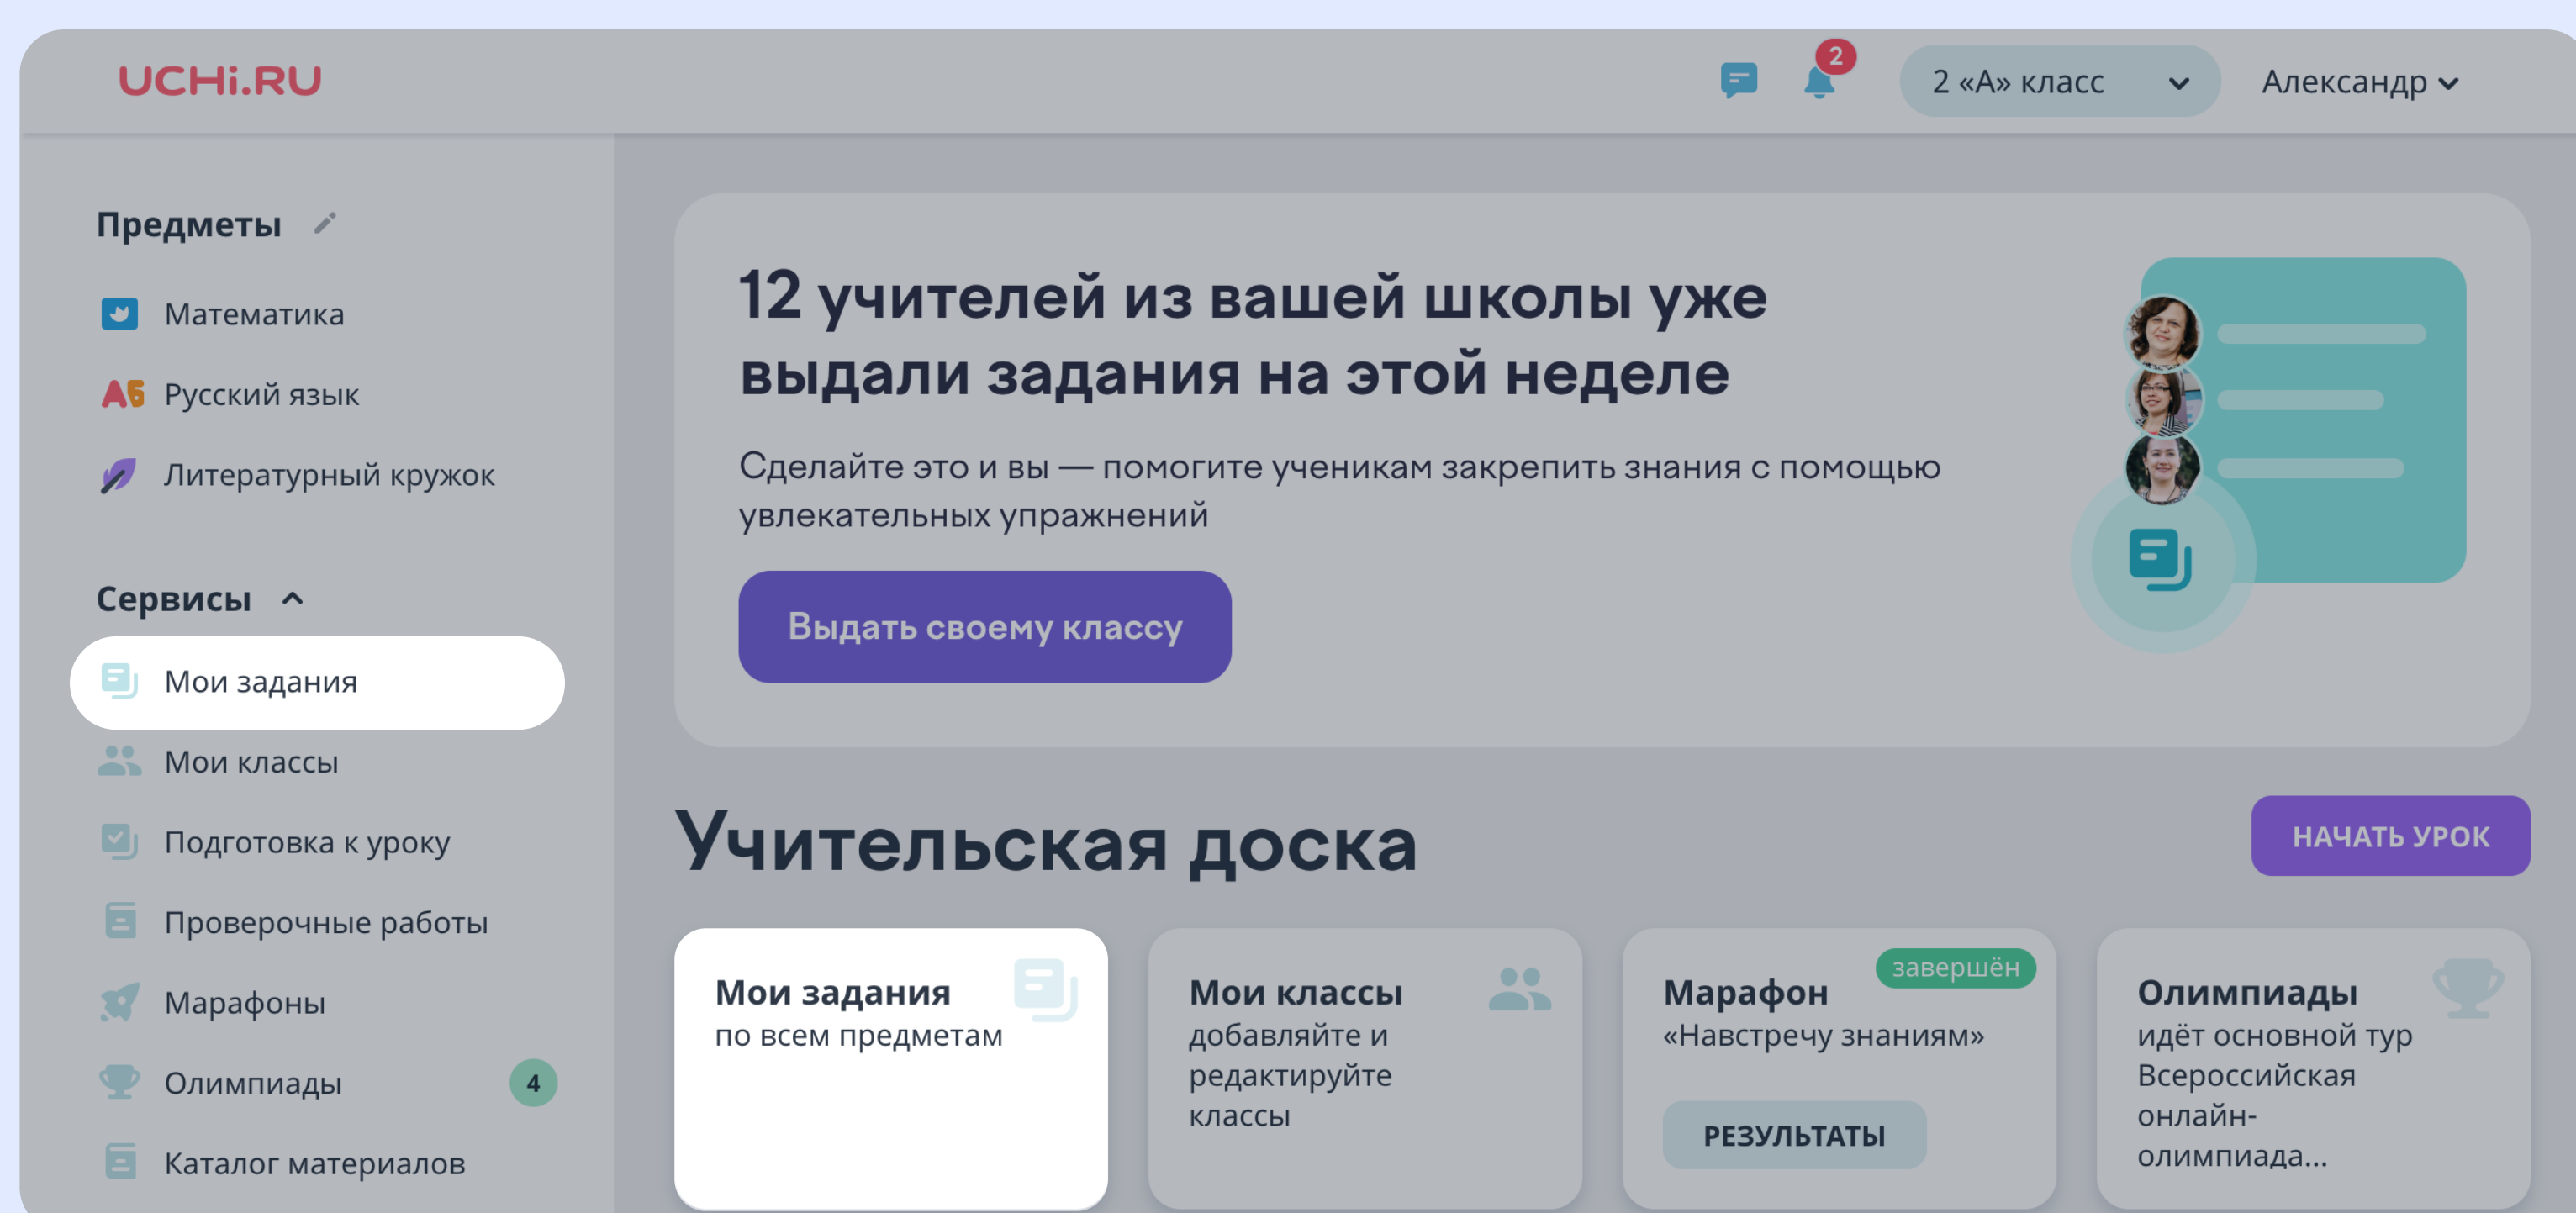 UCHi.RU
2
2 «А» класс
Александр
Предметы
Математика
АБ
Русский язык
Литературный кружок
Сервисы
Мои задания
Мои классы
Подготовка к уроку
Проверочные работы
Марафоны
Олимпиады
4
Каталог материалов
12 учителей из вашей школы уже
выдали задания на этой неделе
Сделайте это и вы — помогите ученикам закрепить знания с помощью
увлекательных упражнений
Выдать своему классу
Учительская доска
НАЧАТЬ УРОК
Мои задания
по всем предметам
Мои классы
добавляйте и
редактируйте
классы
завершён
Марафон
«Навстречу знаниям»
РЕЗУЛЬТАТЫ
Олимпиады
идёт основной тур
Всероссийская
онлайн-
олимпиада...